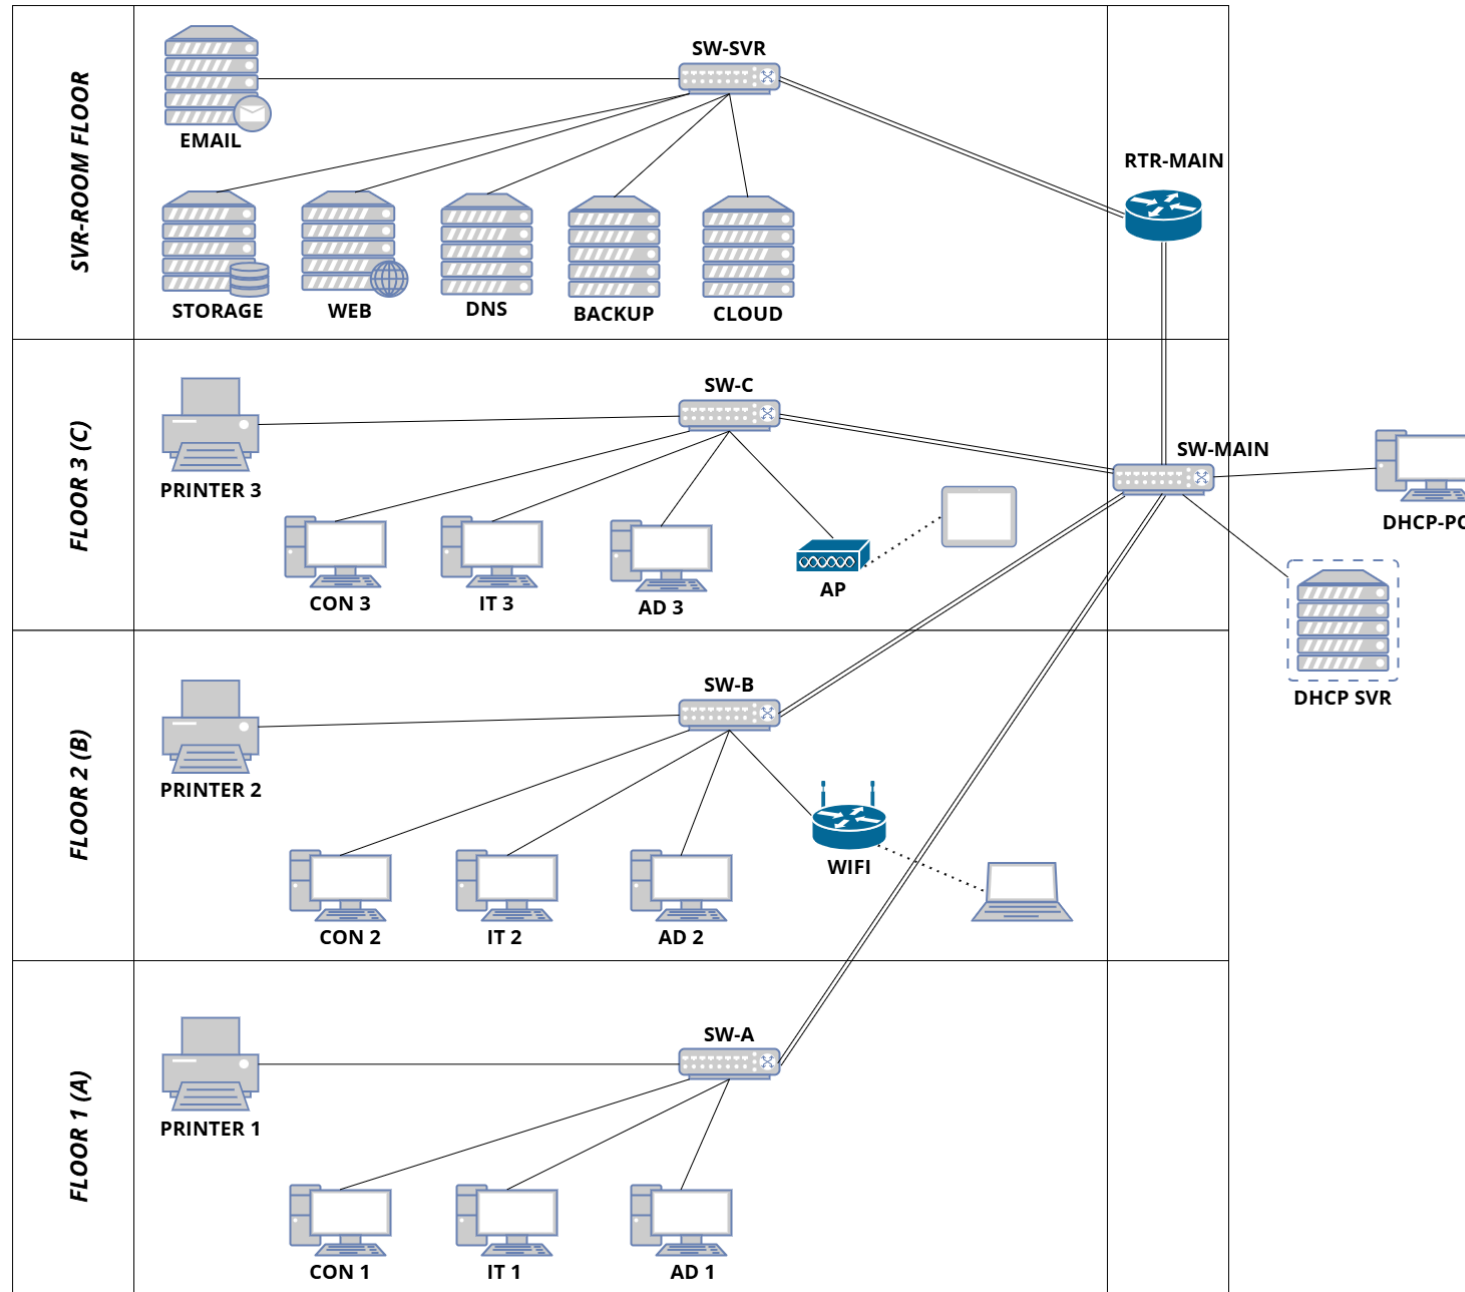 SVR-ROOM FLOOR
SW-SVR
EMAIL
RTR-MAIN
STORAGE
WEB
DNS
BACKUP
CLOUD
FLOOR 3 (C)
SW-C
SW-MAIN
PRINTER 3
DHCP-PC
CON 3
IT 3
AD 3
AP
DHCP SVR
FLOOR 2 (B)
SW-B
PRINTER 2
WIFI
CON 2
IT 2
AD 2
FLOOR 1 (A)
SW-A
PRINTER 1
CON 1
IT 1
AD 1